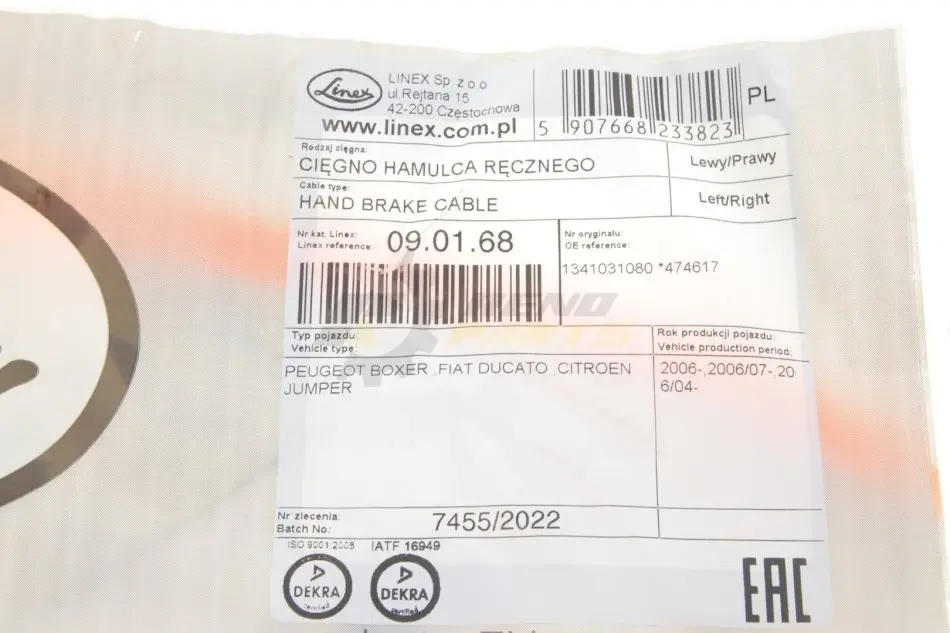 Linex
LINEX Sp. z o o
ul.Rejtana 15
42-200 Częstochowa
www.linex.com.pl
5 907668 233823
PL
Rodzaj cięgna:
CIĘGNO HAMULCA RĘCZNEGO
Lewy/Prawy
Cable type:
HAND BRAKE CABLE
Left/Right
Nr kat. Linex:
Linex reference:
09.01.68
Nr oryginału:
OE reference:
1341031080 *474617
Typ pojazdu:
Vehicle type:
Rok produkcji pojazdu:
Vehicle production period:
PEUGEOT BOXER ,FIAT DUCATO ,CITROEN
JUMPER
2006-,2006/07-,20
6/04-
Nr zlecenia:
Batch No:
7455/2022
ISO 9001:2008
IATF 16949
DEKRA
certified
DEKRA
certified
EAC